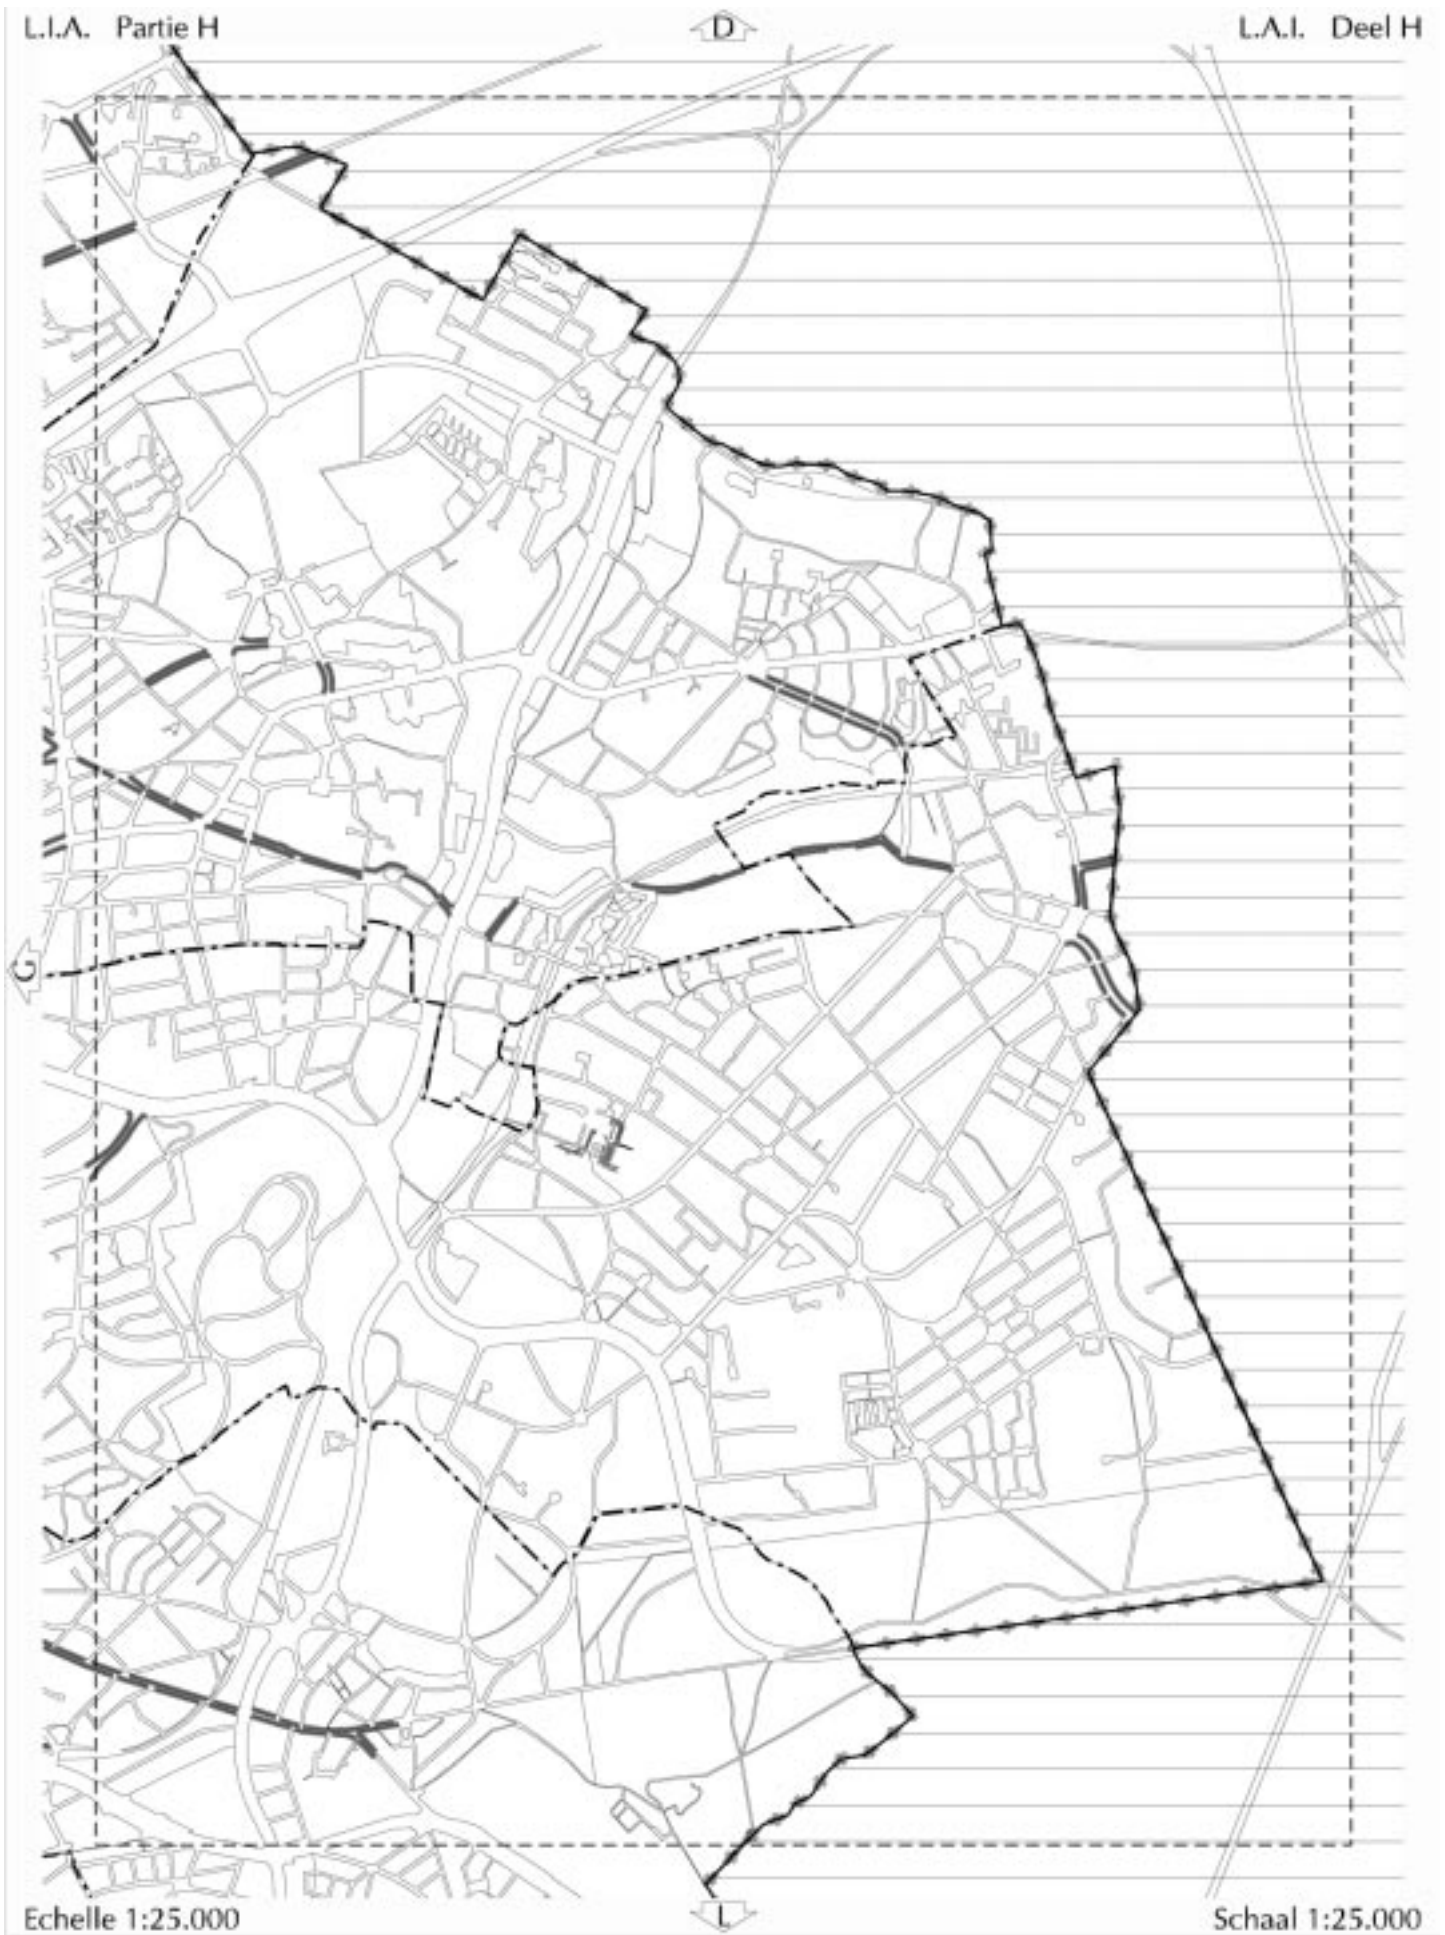 L.I.A. Partie H
D
L.A.I. Deel H
G
L
Echelle 1:25.000
Schaal 1:25.000